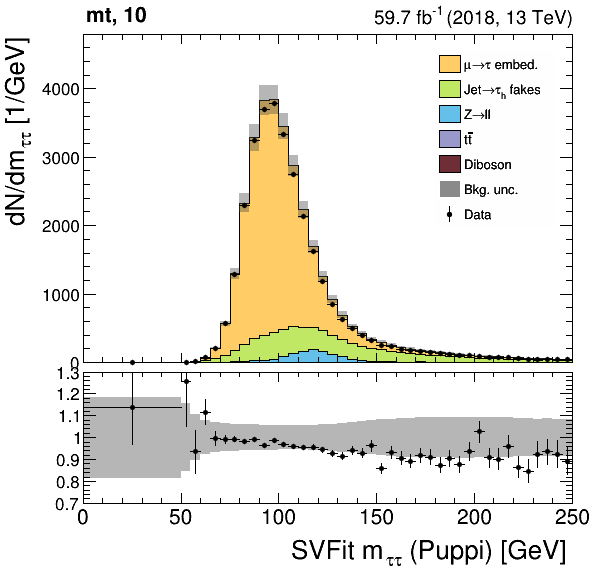 mt, 10
59.7 fb⁻¹ (2018, 13 TeV)
dN/dm_ττ [1/GeV]
4000
3000
2000
1000
0
μ→τ embed.
Jet→τ_h fakes
Z→ll
tt̄
Diboson
Bkg. unc.
Data
1.3
1.2
1.1
1
0.9
0.8
0.7
0 50 100 150 200 250
SVFit m_ττ (Puppi) [GeV]